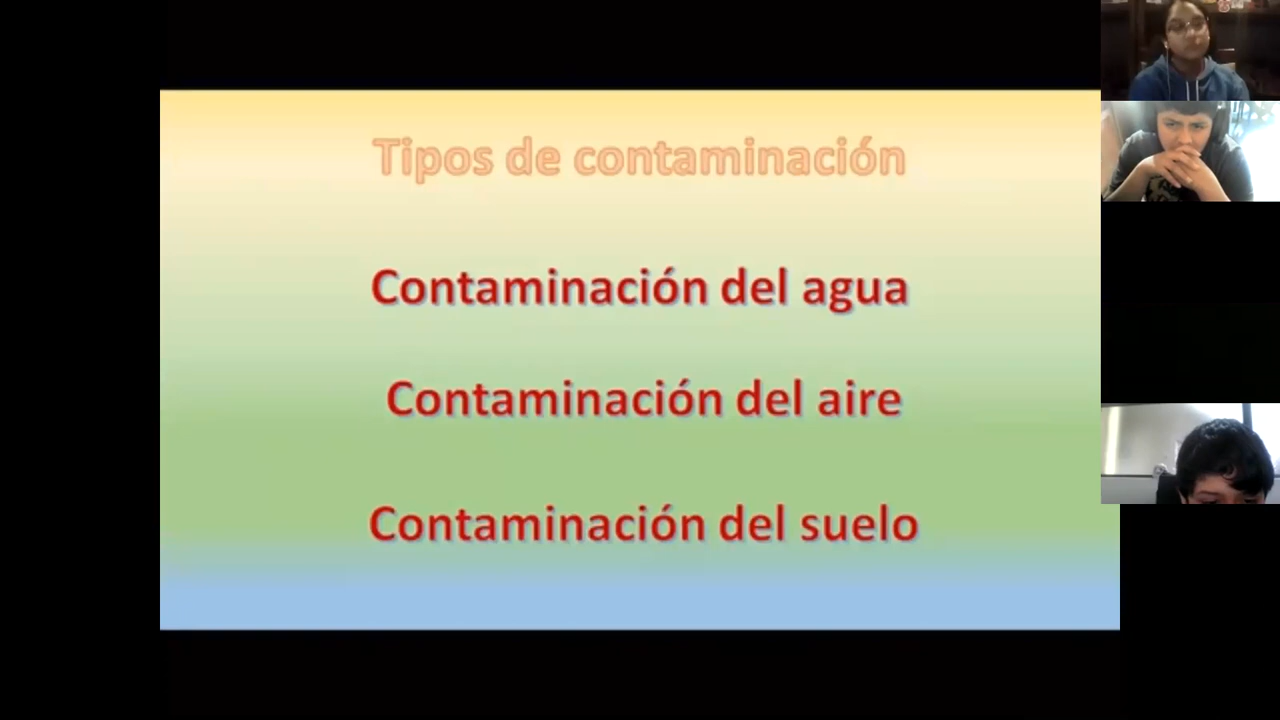 Tipos de contaminación
Contaminación del agua
Contaminación del aire
Contaminación del suelo